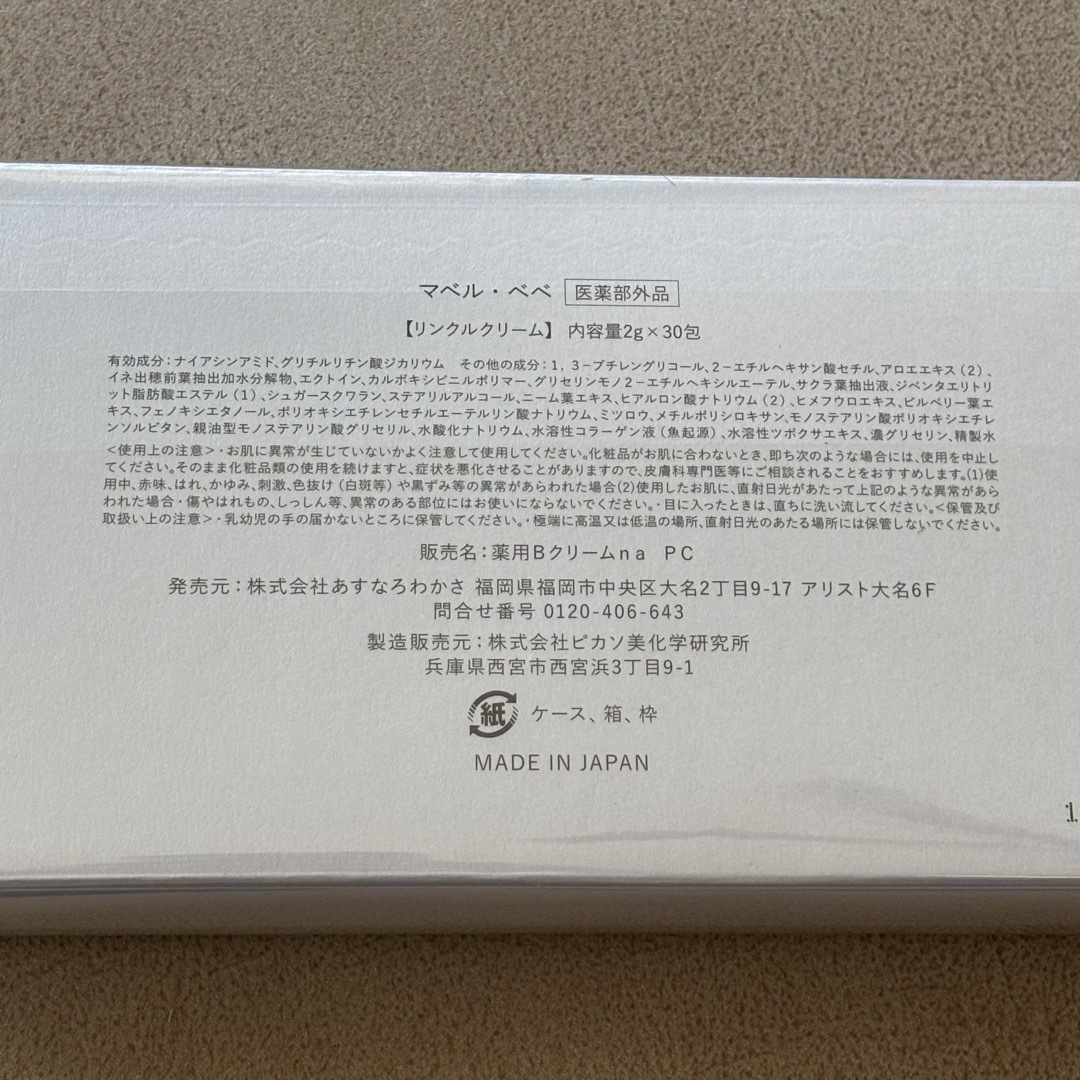 マベル・ベベ 医薬部外品
【リンクルクリーム】 内容量2g×30包
有効成分：ナイアシンアミド、グリチルリチン酸ジカリウム　その他の成分：1，3－ブチレングリコール、2－エチルヘキサン酸セチル、アロエエキス（2）、
イネ出穂前葉抽出加水分解物、エクトイン、カルボキシビニルポリマー、グリセリンモノ2－エチルヘキシルエーテル、サクラ葉抽出液、ジペンタエリトリ
ット脂肪酸エステル（1）、シュガースクワラン、ステアリルアルコール、ニーム葉エキス、ヒアルロン酸ナトリウム（2）、ヒメフウロエキス、ビルベリー葉エ
キス、フェノキシエタノール、ポリオキシエチレンセチルエーテルリン酸ナトリウム、ミツロウ、メチルポリシロキサン、モノステアリン酸ポリオキシエチレ
ンソルビタン、親油型モノステアリン酸グリセリル、水酸化ナトリウム、水溶性コラーゲン液（魚起源）、水溶性ツボクサエキス、濃グリセリン、精製水
＜使用上の注意＞・お肌に異常が生じていないかよく注意して使用してください。化粧品がお肌に合わないとき、即ち次のような場合には、使用を中止し
てください。そのまま化粧品類の使用を続けますと、症状を悪化させることがありますので、皮膚科専門医等にご相談されることをおすすめします。(1)使
用中、赤味、はれ、かゆみ、刺激、色抜け（白斑等）や黒ずみ等の異常があらわれた場合(2)使用したお肌に、直射日光があたって上記のような異常があら
われた場合・傷やはれもの、しっしん等、異常のある部位にはお使いにならないでください。・目に入ったときは、直ちに洗い流してください。＜保管及び
取扱い上の注意＞・乳幼児の手の届かないところに保管してください。・極端に高温又は低温の場所、直射日光のあたる場所には保管しないでください。
販売名：薬用Bクリームna　PC
発売元：株式会社あすなろわかさ 福岡県福岡市中央区大名2丁目9-17 アリスト大名6F
問合せ番号 0120-406-643
製造販売元：株式会社ピカソ美化学研究所
兵庫県西宮市西宮浜3丁目9-1
紙 ケース、箱、枠
MADE IN JAPAN